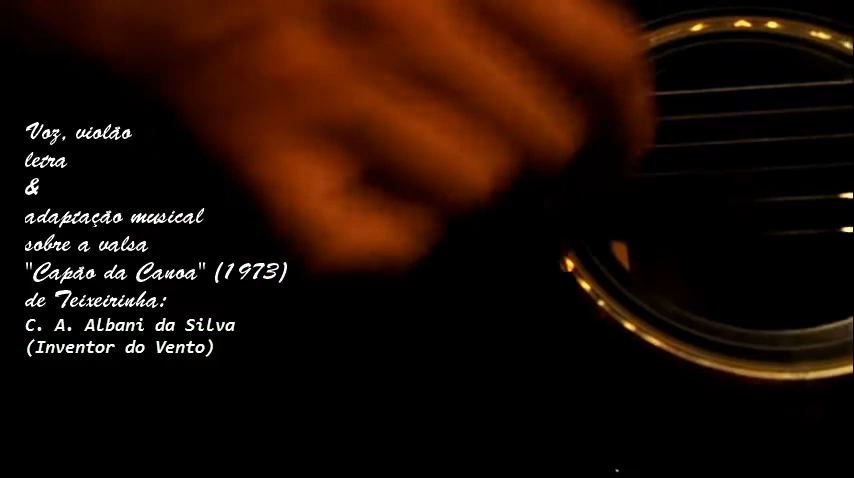 Voz, violão
letra
&
adaptação musical
sobre a valsa
"Capão da Canoa" (1973)
de Teixeirinha:
C. A. Albani da Silva
(Inventor do Vento)